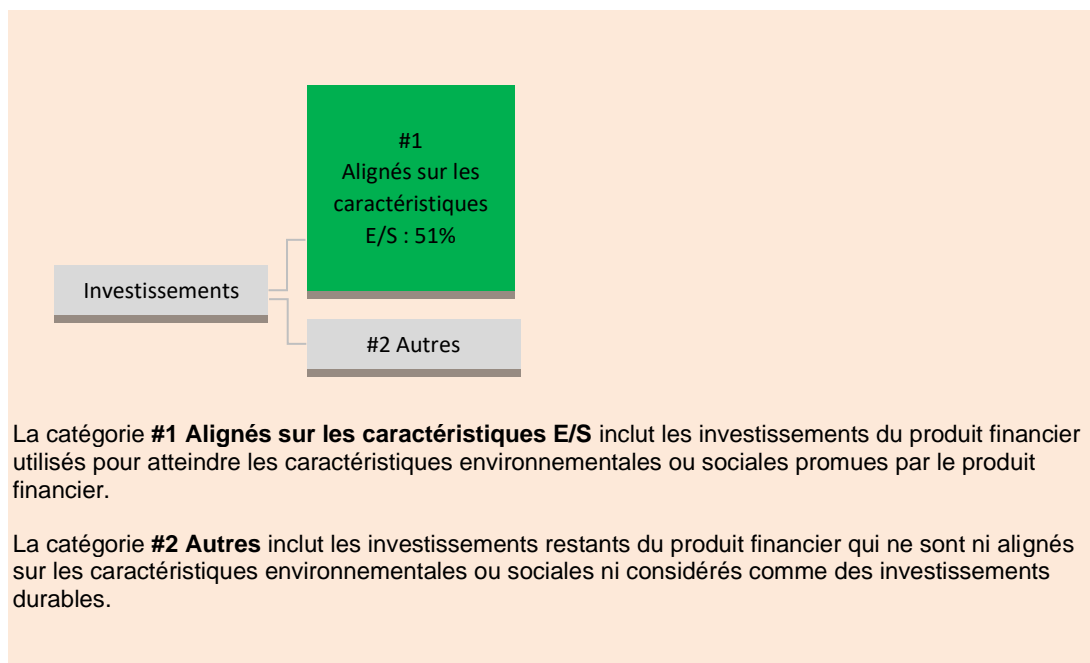 #1
Alignés sur les
caractéristiques
E/S : 51%
Investissements
#2 Autres
La catégorie #1 Alignés sur les caractéristiques E/S inclut les investissements du produit financier
utilisés pour atteindre les caractéristiques environnementales ou sociales promues par le produit
financier.
La catégorie #2 Autres inclut les investissements restants du produit financier qui ne sont ni alignés
sur les caractéristiques environnementales ou sociales ni considérés comme des investissements
durables.